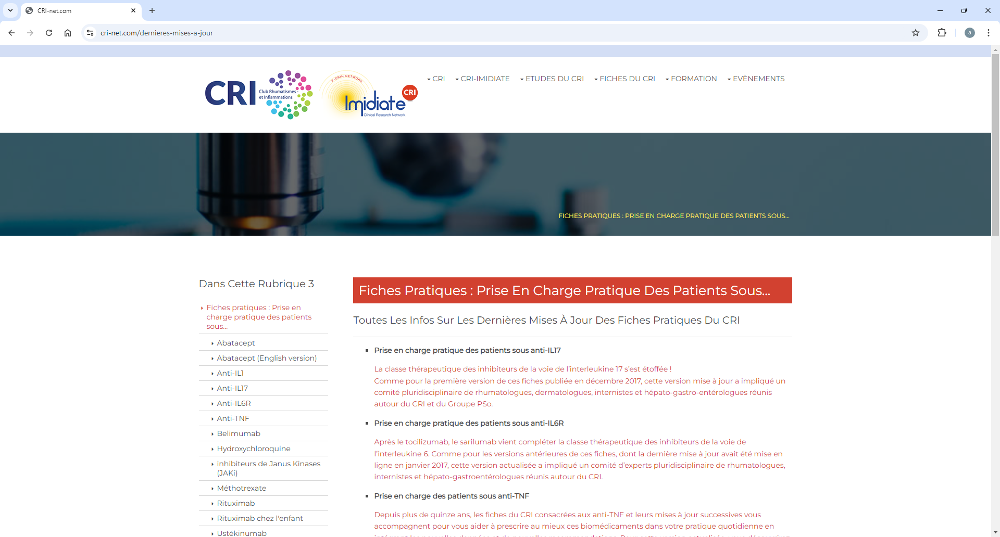 CRI-net.com
cri-net.com/dernieres-mises-a-jour
a
CRI
Club Rhumatismes
et Inflammations
F-CRIN NETWORK
Imidiate
CRI
Clinical Research Network
CRI
CRI-IMIDIATE
ETUDES DU CRI
FICHES DU CRI
FORMATION
EVÈNEMENTS
FICHES PRATIQUES : PRISE EN CHARGE PRATIQUE DES PATIENTS SOUS...
Dans Cette Rubrique 3
Fiches pratiques : Prise en
charge pratique des patients
sous...
Abatacept
Abatacept (English version)
Anti-IL1
Anti-IL17
Anti-IL6R
Anti-TNF
Belimumab
Hydroxychloroquine
inhibiteurs de Janus Kinases
(JAKi)
Méthotrexate
Rituximab
Rituximab chez l'enfant
Ustékinumab
Fiches Pratiques : Prise En Charge Pratique Des Patients Sous...
Toutes Les Infos Sur Les Dernières Mises À Jour Des Fiches Pratiques Du CRI
Prise en charge pratique des patients sous anti-IL17
La classe thérapeutique des inhibiteurs de la voie de l'interleukine 17 s'est étoffée !
Comme pour la première version de ces fiches publiée en décembre 2017, cette version mise à jour a impliqué un
comité pluridisciplinaire de rhumatologues, dermatologues, internistes et hépato-gastro-entérologues réunis
autour du CRI et du Groupe PSo.
Prise en charge pratique des patients sous anti-IL6R
Après le tocilizumab, le sarilumab vient compléter la classe thérapeutique des inhibiteurs de la voie de
l'interleukine 6. Comme pour les versions antérieures de ces fiches, dont la dernière mise à jour avait été mise en
ligne en janvier 2017, cette version actualisée a impliqué un comité d'experts pluridisciplinaire de rhumatologues,
internistes et hépato-gastroentérologues réunis autour du CRI.
Prise en charge des patients sous anti-TNF
Depuis plus de quinze ans, les fiches du CRI consacrées aux anti-TNF et leurs mises à jour successives vous
accompagnent pour vous aider à prescrire au mieux ces biomédicaments dans votre pratique quotidienne en